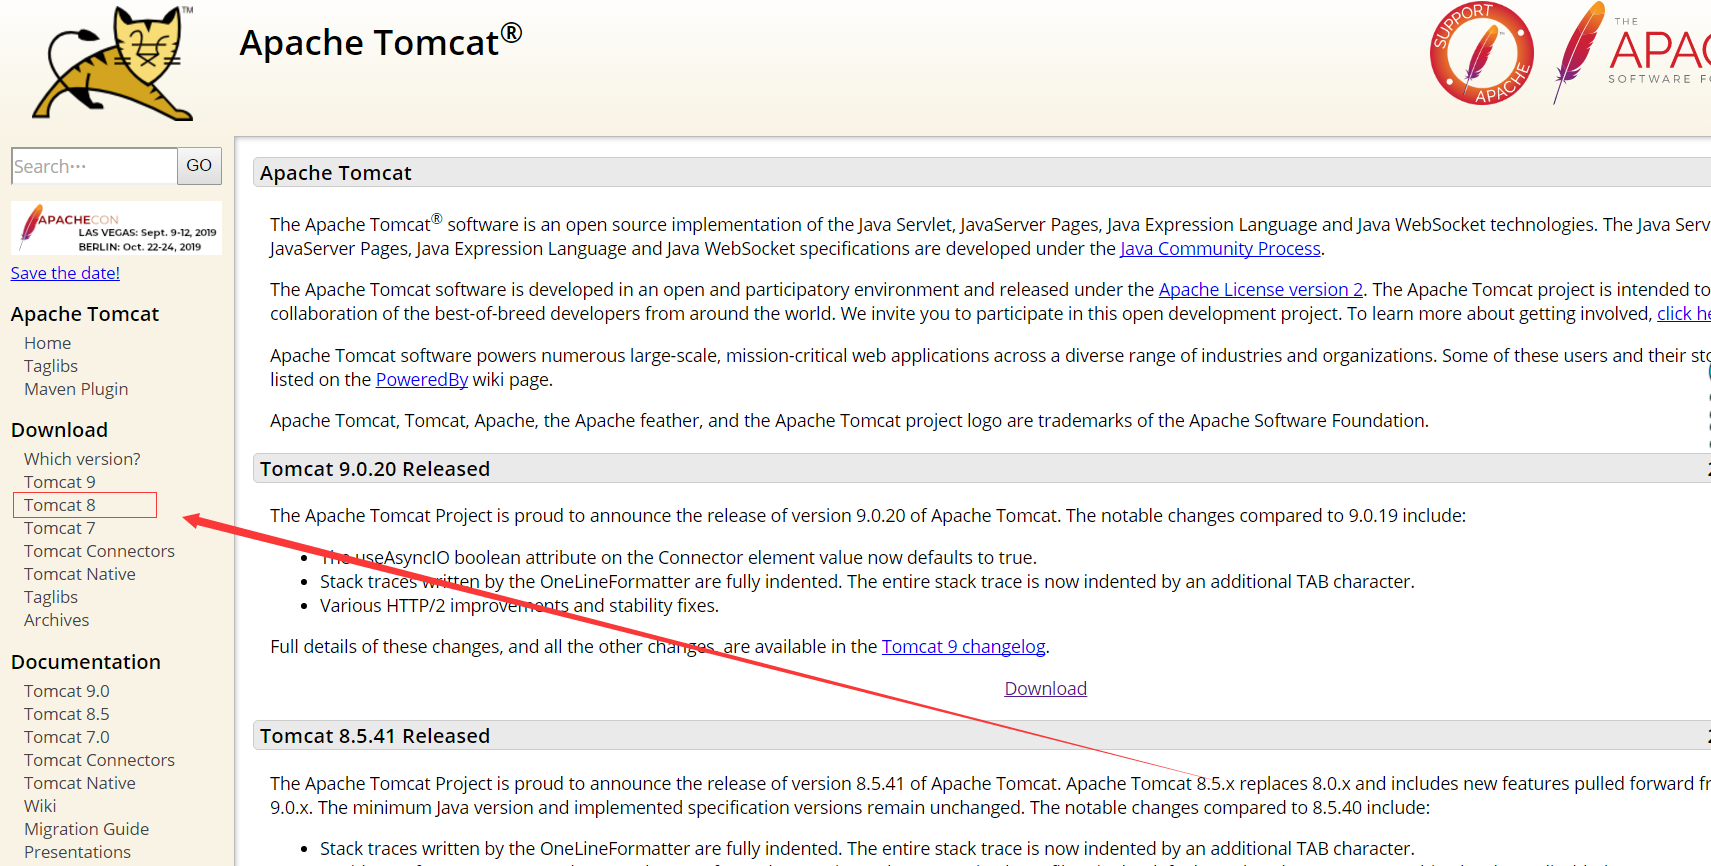 TM
Apache Tomcat®
SUPPORT
APACHE
THE
APAC
SOFTWARE FO
Search···
GO
APACHECON
LAS VEGAS: Sept. 9-12, 2019
BERLIN: Oct. 22-24, 2019
Save the date!
Apache Tomcat
Home
Taglibs
Maven Plugin
Download
Which version?
Tomcat 9
Tomcat 8
Tomcat 7
Tomcat Connectors
Tomcat Native
Taglibs
Archives
Documentation
Tomcat 9.0
Tomcat 8.5
Tomcat 7.0
Tomcat Connectors
Tomcat Native
Wiki
Migration Guide
Presentations
Apache Tomcat
The Apache Tomcat® software is an open source implementation of the Java Servlet, JavaServer Pages, Java Expression Language and Java WebSocket technologies. The Java Serv
JavaServer Pages, Java Expression Language and Java WebSocket specifications are developed under the Java Community Process.
The Apache Tomcat software is developed in an open and participatory environment and released under the Apache License version 2. The Apache Tomcat project is intended to
collaboration of the best-of-breed developers from around the world. We invite you to participate in this open development project. To learn more about getting involved, click he
Apache Tomcat software powers numerous large-scale, mission-critical web applications across a diverse range of industries and organizations. Some of these users and their sto
listed on the PoweredBy wiki page.
Apache Tomcat, Tomcat, Apache, the Apache feather, and the Apache Tomcat project logo are trademarks of the Apache Software Foundation.
Tomcat 9.0.20 Released
The Apache Tomcat Project is proud to announce the release of version 9.0.20 of Apache Tomcat. The notable changes compared to 9.0.19 include:
• The useAsyncIO boolean attribute on the Connector element value now defaults to true.
• Stack traces written by the OneLineFormatter are fully indented. The entire stack trace is now indented by an additional TAB character.
• Various HTTP/2 improvements and stability fixes.
Full details of these changes, and all the other changes, are available in the Tomcat 9 changelog.
Download
Tomcat 8.5.41 Released
The Apache Tomcat Project is proud to announce the release of version 8.5.41 of Apache Tomcat. Apache Tomcat 8.5.x replaces 8.0.x and includes new features pulled forward fr
9.0.x. The minimum Java version and implemented specification versions remain unchanged. The notable changes compared to 8.5.40 include:
• Stack traces written by the OneLineFormatter are fully indented. The entire stack trace is now indented by an additional TAB character.